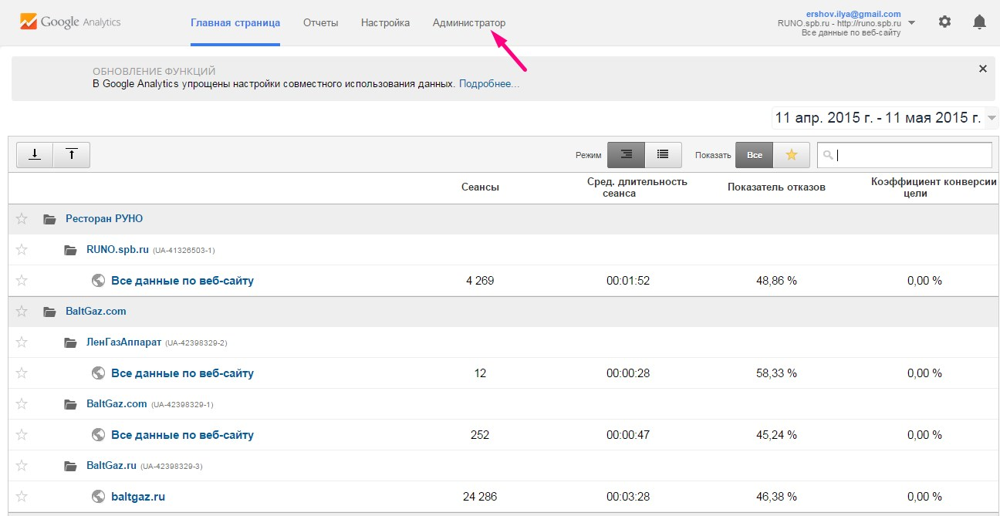 Google Analytics
Главная страница
Отчеты
Настройка
Администратор
ershov.ilya@gmail.com
RUNO.spb.ru - http://runo.spb.ru
Все данные по веб-сайту
ОБНОВЛЕНИЕ ФУНКЦИЙ
В Google Analytics упрощены настройки совместного использования данных. Подробнее...
11 апр. 2015 г. - 11 мая 2015 г.
Режим
Показать
Все
Сеансы
Сред. длительность
сеанса
Показатель отказов
Коэффициент конверсии
цели
Ресторан РУНО
RUNO.spb.ru (UA-41326503-1)
Все данные по веб-сайту 4 269 00:01:52 48,86 % 0,00 %
BaltGaz.com
ЛенГазАппарат (UA-42398329-2)
Все данные по веб-сайту 12 00:00:28 58,33 % 0,00 %
BaltGaz.com (UA-42398329-1)
Все данные по веб-сайту 252 00:00:47 45,24 % 0,00 %
BaltGaz.ru (UA-42398329-3)
baltgaz.ru 24 286 00:03:28 46,38 % 0,00 %